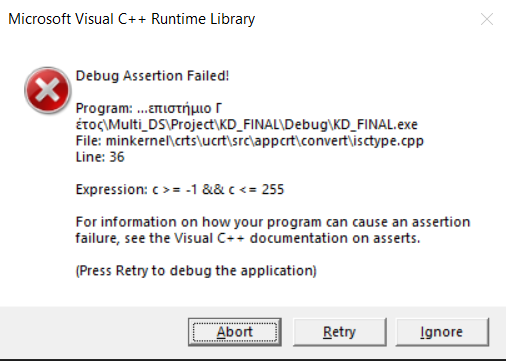 Microsoft Visual C++ Runtime Library
Debug Assertion Failed!
Program: ...επιστήμιο Γ
έτος\Multi_DS\Project\KD_FINAL\Debug\KD_FINAL.exe
File: minkernel\crts\ucrt\src\appcrt\convert\isctype.cpp
Line: 36
Expression: c >= -1 && c <= 255
For information on how your program can cause an assertion
failure, see the Visual C++ documentation on asserts.
(Press Retry to debug the application)
Abort
Retry
Ignore